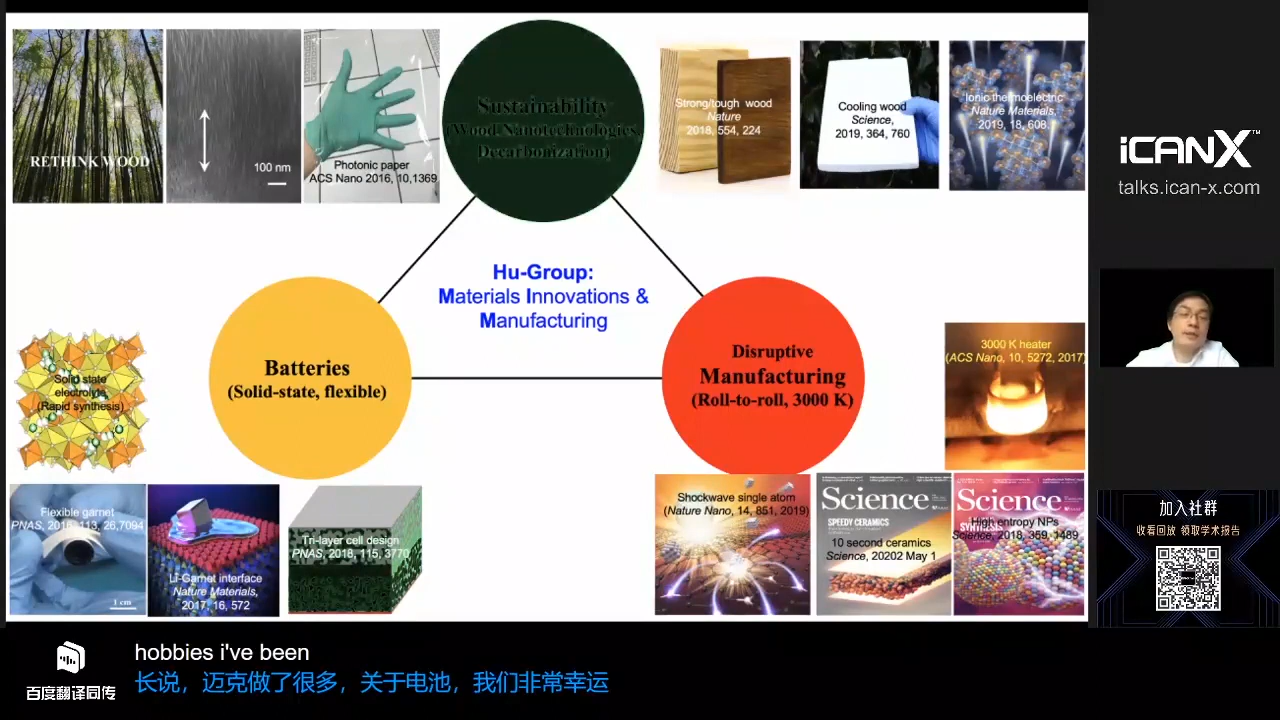 RETHINK WOOD
100 nm
Photonic paper
ACS Nano 2016, 10,1369
Sustainability
(Wood Nanotechnologies,
Decarbonization)
Strong/tough wood
Nature
2018, 554, 224
Cooling wood
Science,
2019, 364, 760
Ionic thermoelectric
Nature Materials,
2019, 18, 608.
iCANX™
talks.ican-x.com
Hu-Group:
Materials Innovations &
Manufacturing
Batteries
(Solid-state, flexible)
Disruptive
Manufacturing
(Roll-to-roll, 3000 K)
3000 K heater
(ACS Nano, 10, 5272, 2017)
Solid state
electrolyte
(Rapid synthesis)
Flexible garnet
PNAS, 2016, 113, 26,7094
1 cm
Li-Garnet interface
Nature Materials,
2017, 16, 572
Tri-layer cell design
PNAS, 2018, 115, 3770
Shockwave single atom
(Nature Nano, 14, 851, 2019)
Science
SPEEDY CERAMICS
10 second ceramics
Science, 20202 May 1
Science
High entropy NPs
Science, 2018, 359, 1489
加入社群
收看回放 领取学术报告
百度翻译同传
hobbies i've been
长说，迈克做了很多，关于电池，我们非常幸运